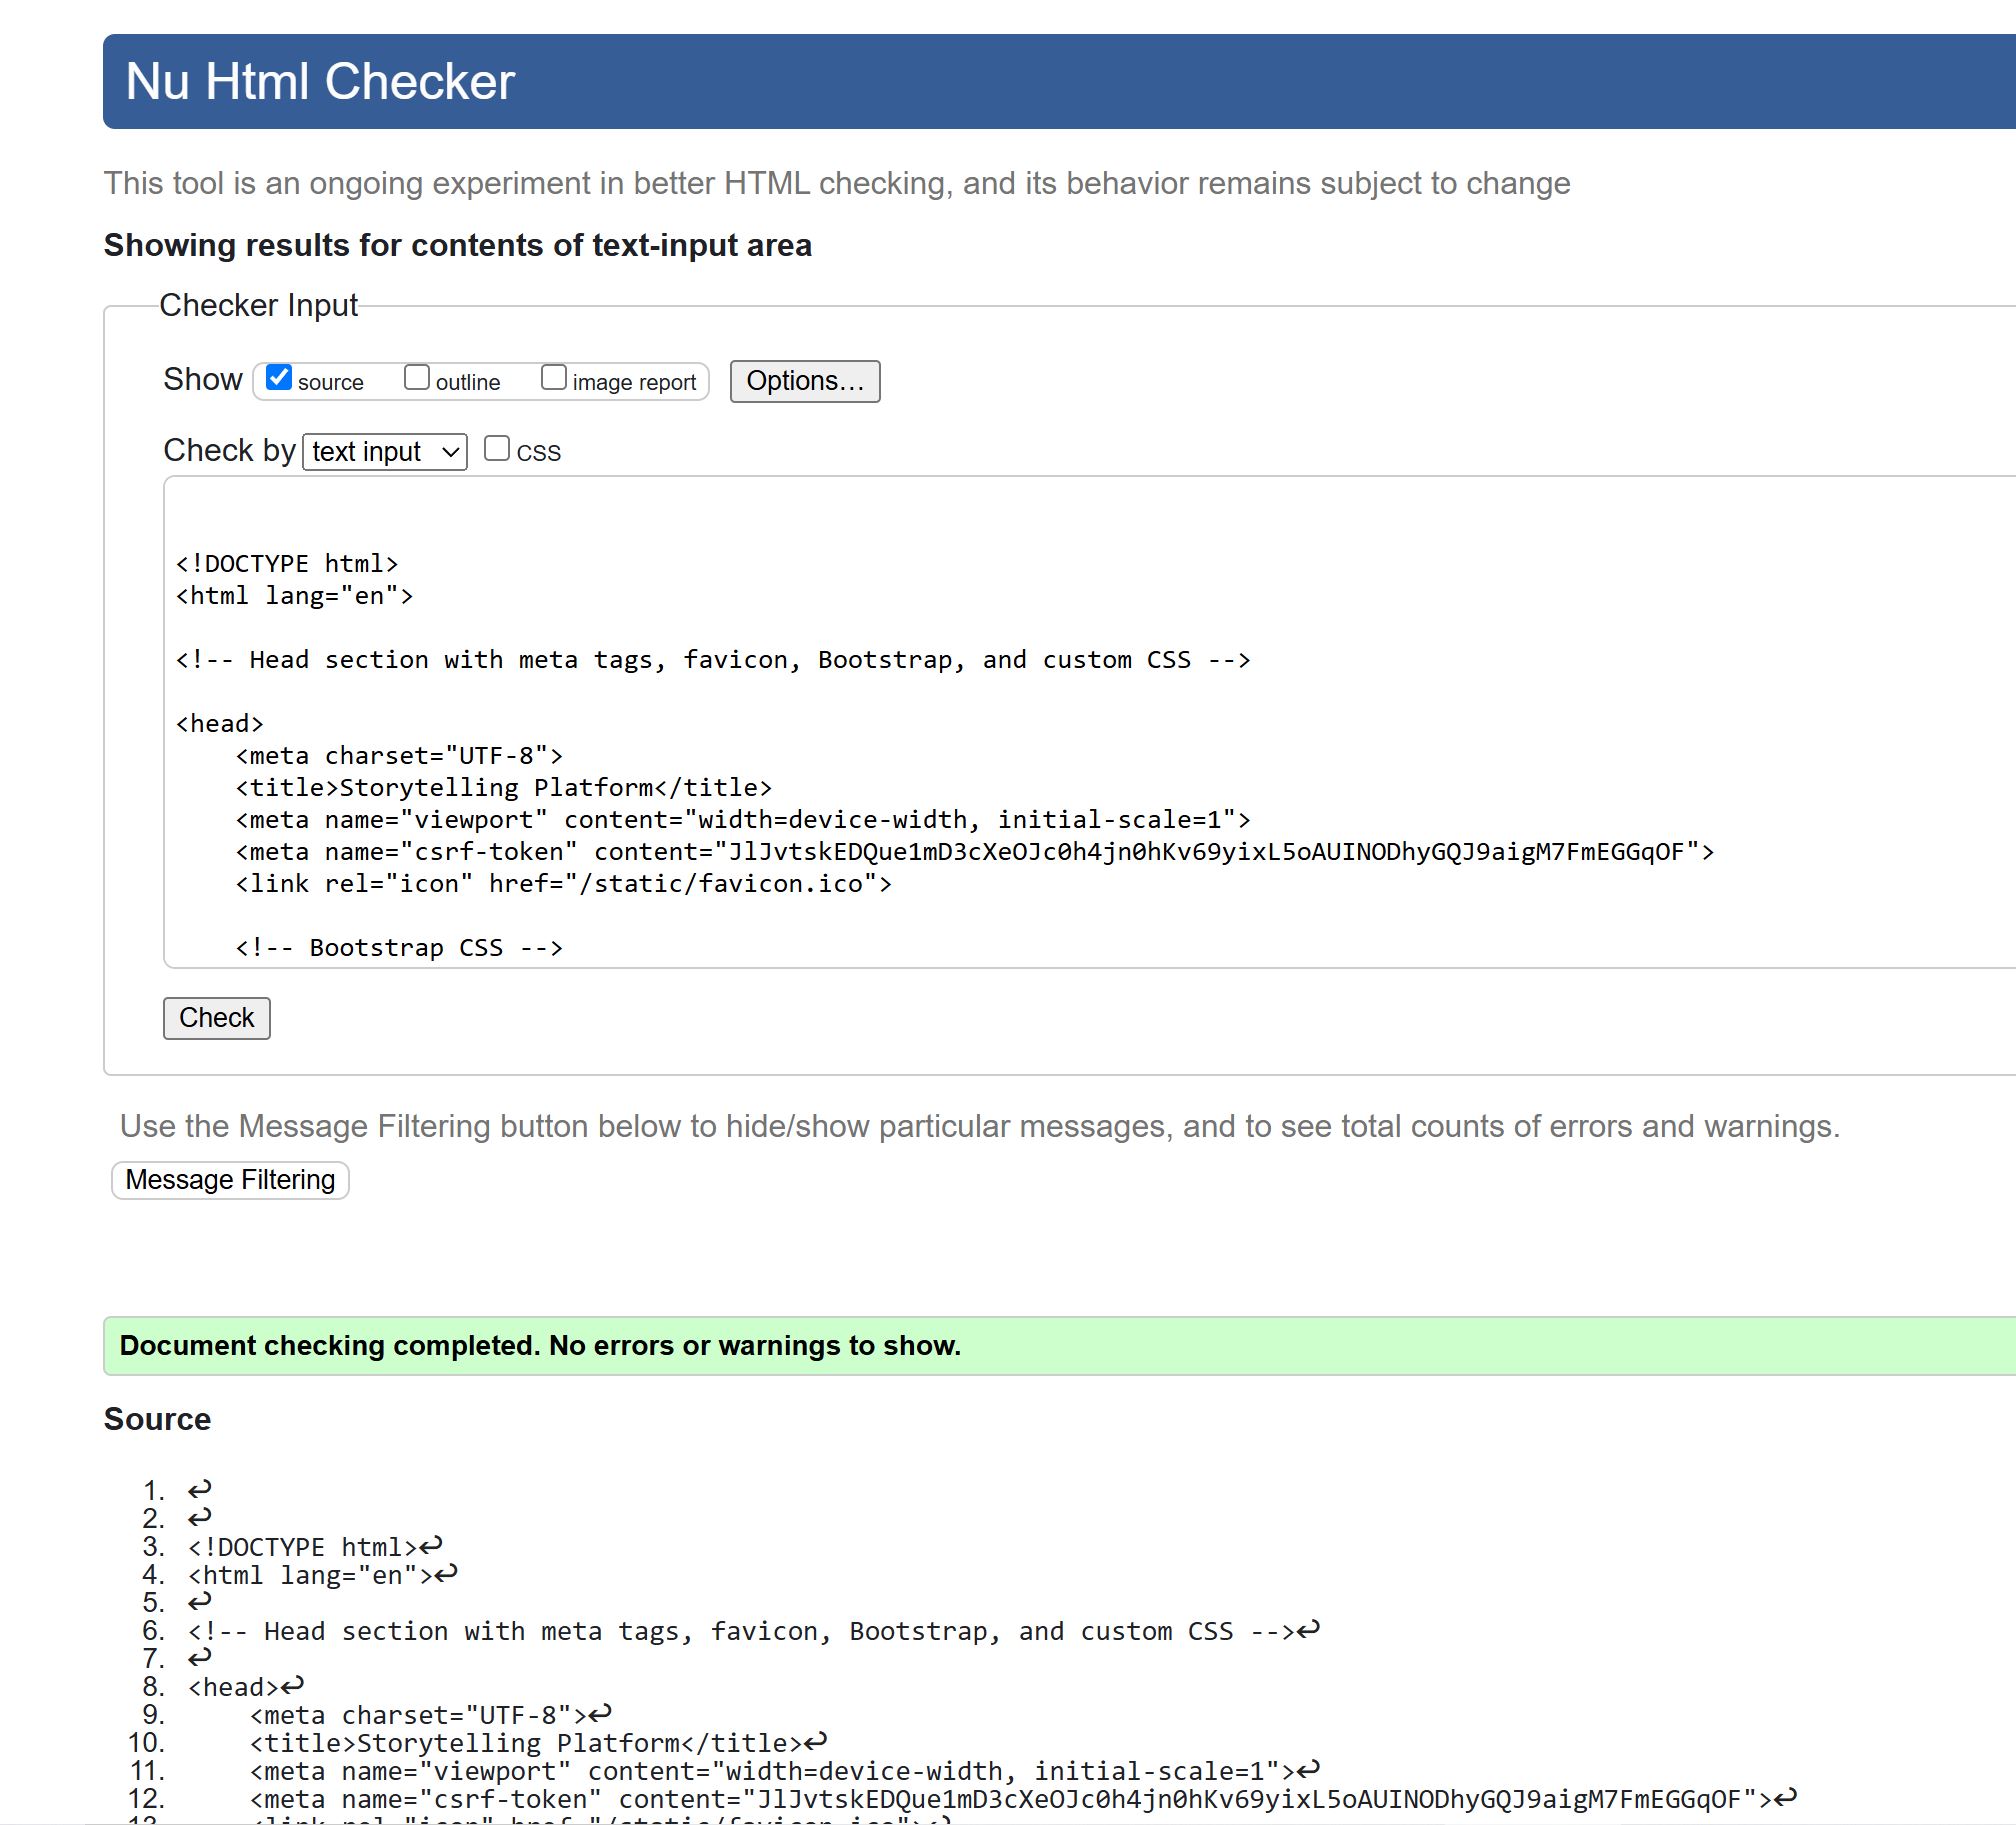 Nu Html Checker
This tool is an ongoing experiment in better HTML checking, and its behavior remains subject to change
Showing results for contents of text-input area
Checker Input
Show source outline image report Options…
Check by text input CSS
<!DOCTYPE html>
<html lang="en">
<!-- Head section with meta tags, favicon, Bootstrap, and custom CSS -->
<head>
<meta charset="UTF-8">
<title>Storytelling Platform</title>
<meta name="viewport" content="width=device-width, initial-scale=1">
<meta name="csrf-token" content="JlJvtskEDQue1mD3cXeOJc0h4jn0hKv69yixL5oAUINODhyGQJ9aigM7FmEGGqOF">
<link rel="icon" href="/static/favicon.ico">
<!-- Bootstrap CSS -->
Check
Use the Message Filtering button below to hide/show particular messages, and to see total counts of errors and warnings.
Message Filtering
Document checking completed. No errors or warnings to show.
Source
1. ↩
2. ↩
3. <!DOCTYPE html>↩
4. <html lang="en">↩
5. ↩
6. <!-- Head section with meta tags, favicon, Bootstrap, and custom CSS -->↩
7. ↩
8. <head>↩
9. <meta charset="UTF-8">↩
10. <title>Storytelling Platform</title>↩
11. <meta name="viewport" content="width=device-width, initial-scale=1">↩
12. <meta name="csrf-token" content="JlJvtskEDQue1mD3cXeOJc0h4jn0hKv69yixL5oAUINODhyGQJ9aigM7FmEGGqOF">↩
13. <link rel="icon" href="/static/favicon.ico">↩